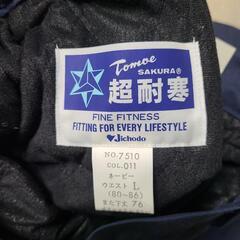 Tomoe
SAKURA®
超耐寒
FINE FITNESS
FITTING FOR EVERY LIFESTYLE
Jichodo
NO.7510
COL.011
ネービー
ウエスト L
(80-86)
また下丈 76